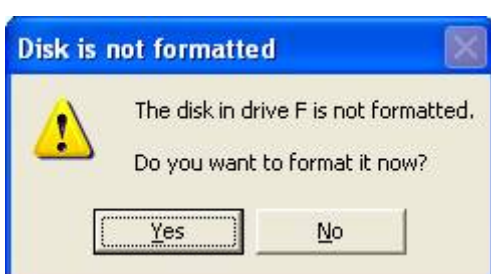 Disk is not formatted
The disk in drive F is not formatted.
Do you want to format it now?
Yes No